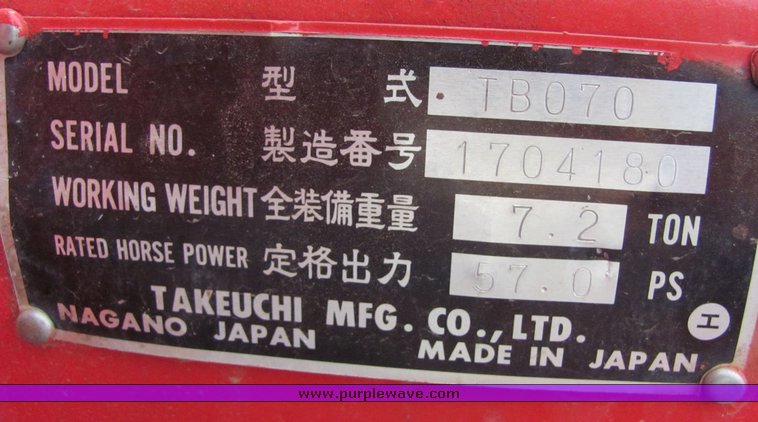 MODEL 型式 TB070
SERIAL NO. 製造番号 1704180
WORKING WEIGHT 全装備重量 7.2 TON
RATED HORSE POWER 定格出力 57.0 PS
TAKEUCHI MFG. CO., LTD. エ
NAGANO JAPAN MADE IN JAPAN
www.purplewave.com